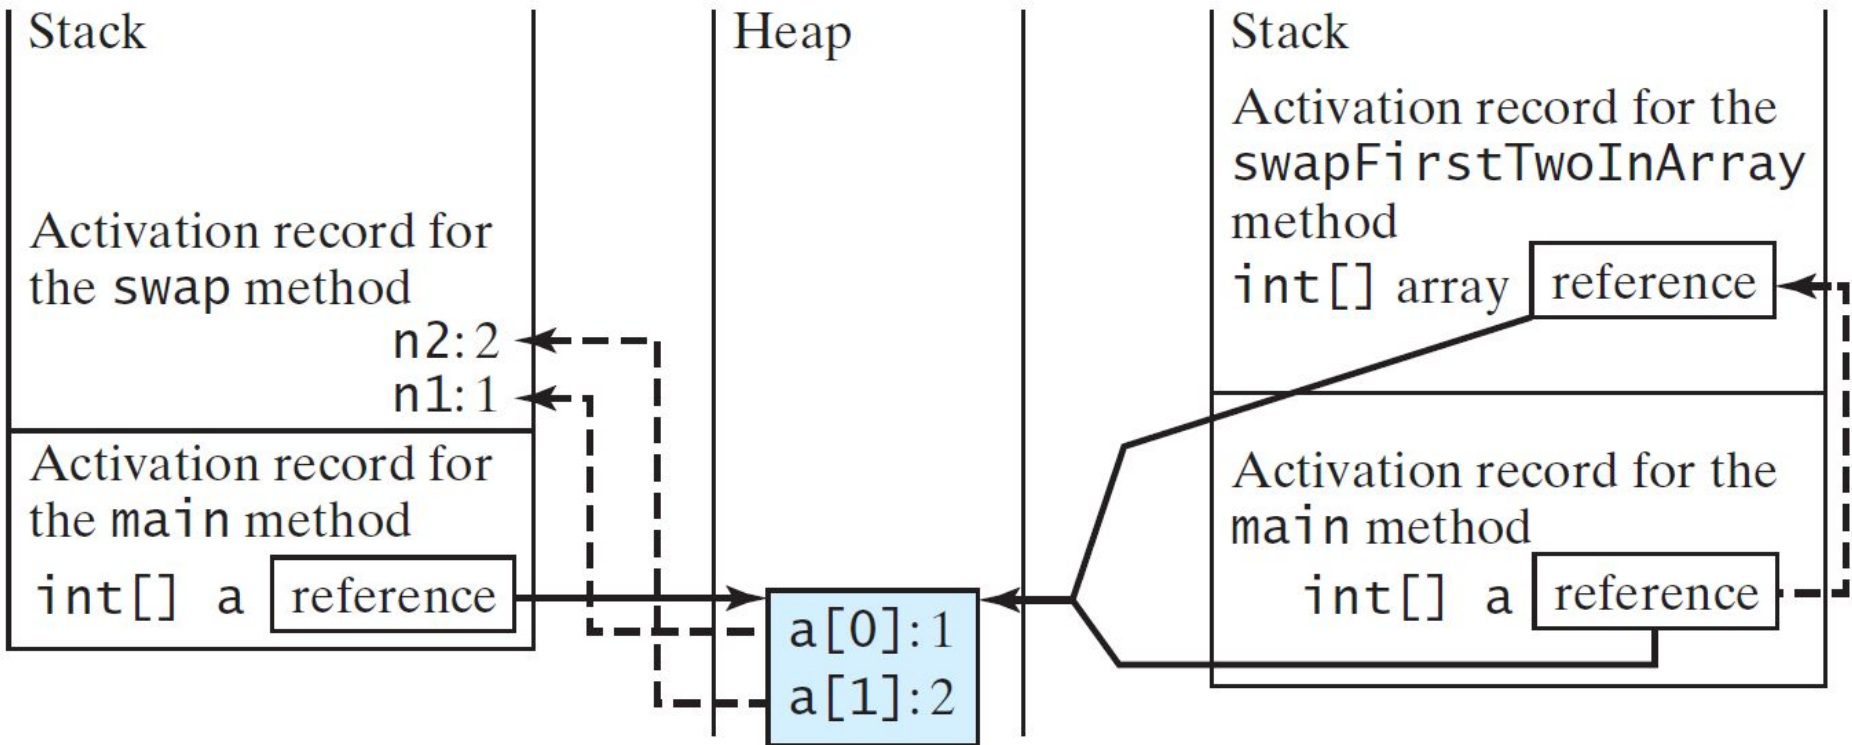 Stack
Activation record for
the swap method
n2: 2
n1: 1
Activation record for
the main method
int[] a reference
Heap
a[0]: 1
a[1]: 2
Stack
Activation record for the
swapFirstTwoInArray
method
int[] array reference
Activation record for the
main method
int[] a reference